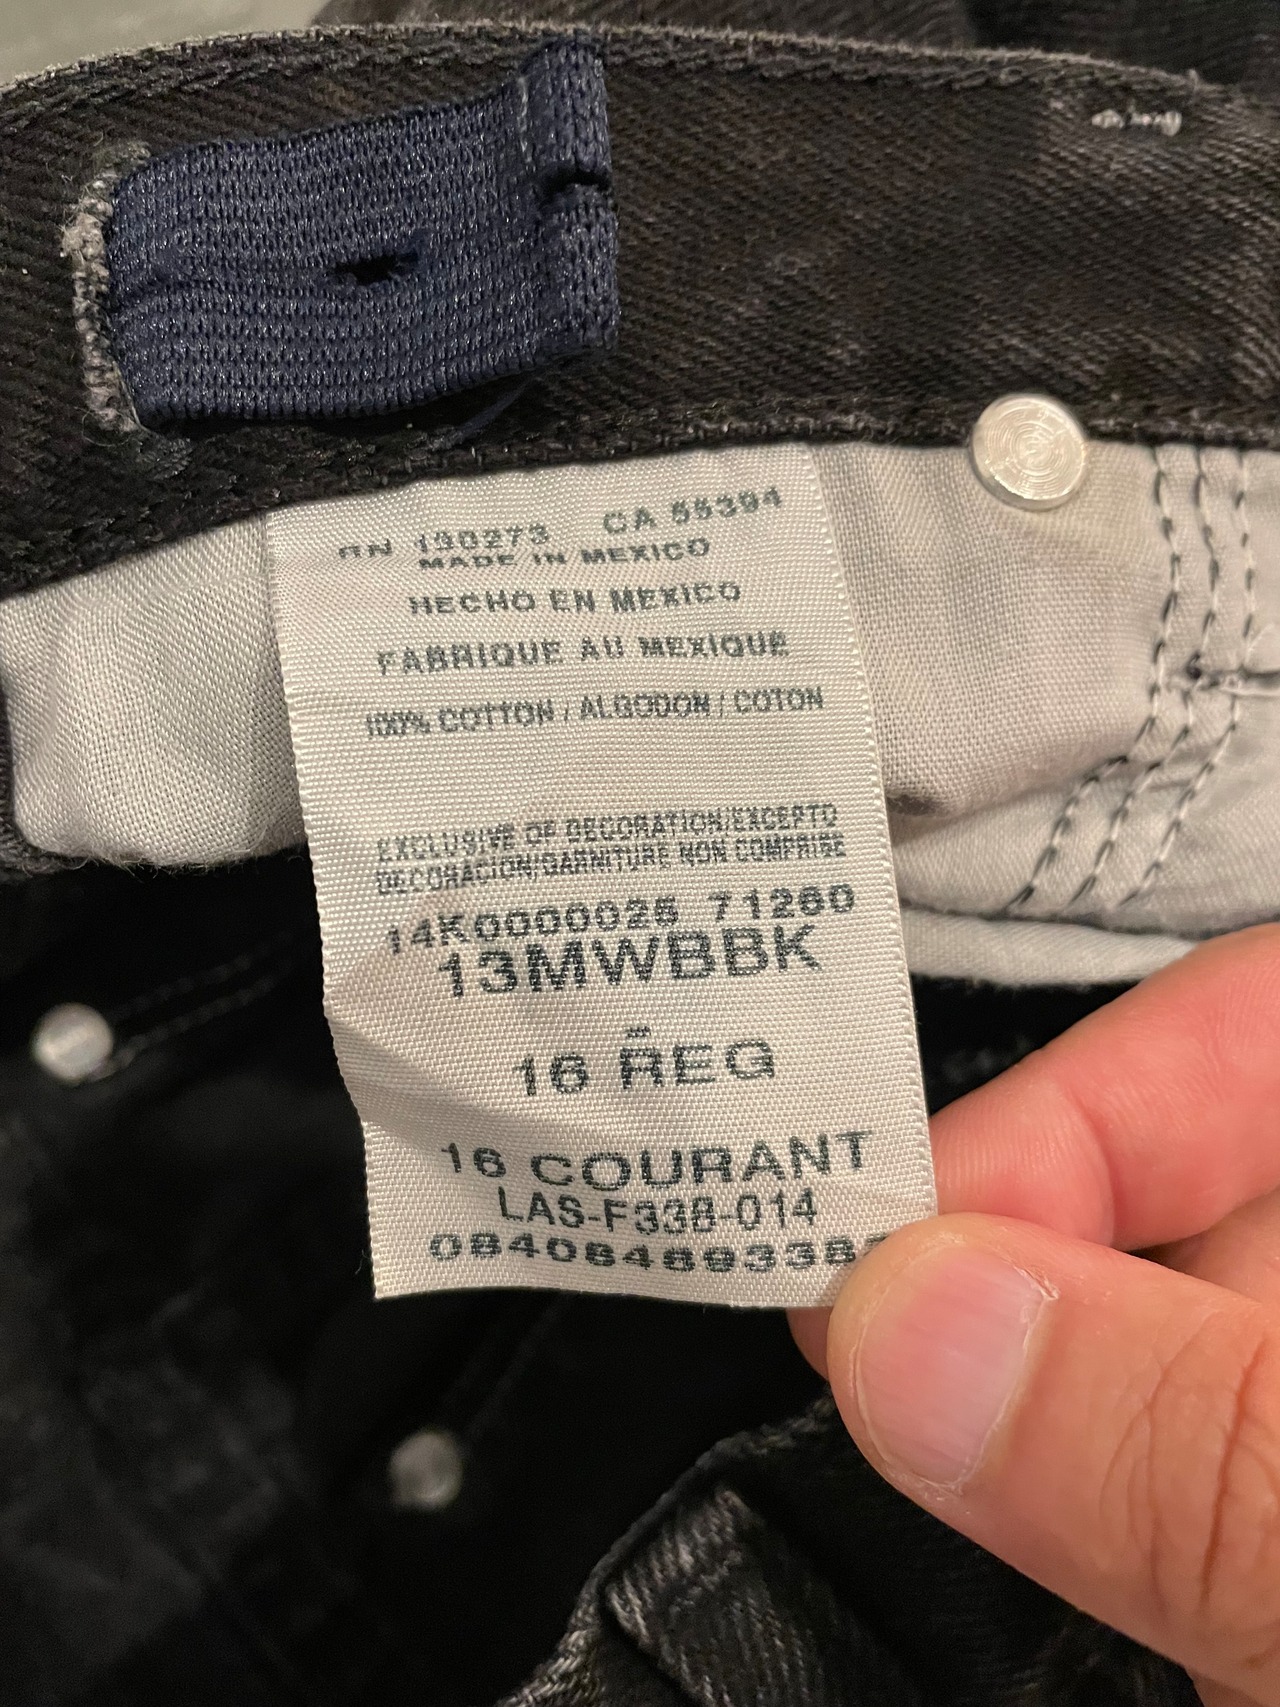 RN 130273 CA 55394
MADE IN MEXICO
HECHO EN MEXICO
FABRIQUE AU MEXIQUE
100% COTTON / ALGODON / COTON
EXCLUSIVE OF DECORATION/EXCEPTO
DECORACION/GARNITURE NON COMPRISE
14K0000026 71260
13MWBBK
16 REG
16 COURANT
LAS-F338-014